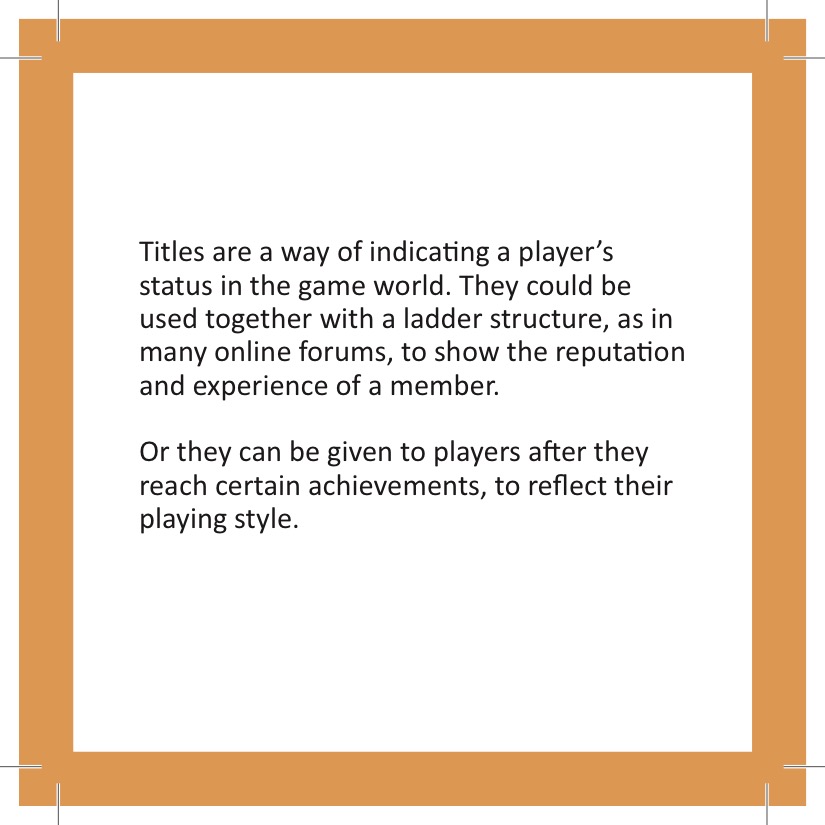 Titles are a way of indicating a player’s
status in the game world. They could be
used together with a ladder structure, as in
many online forums, to show the reputation
and experience of a member.
Or they can be given to players after they
reach certain achievements, to reflect their
playing style.